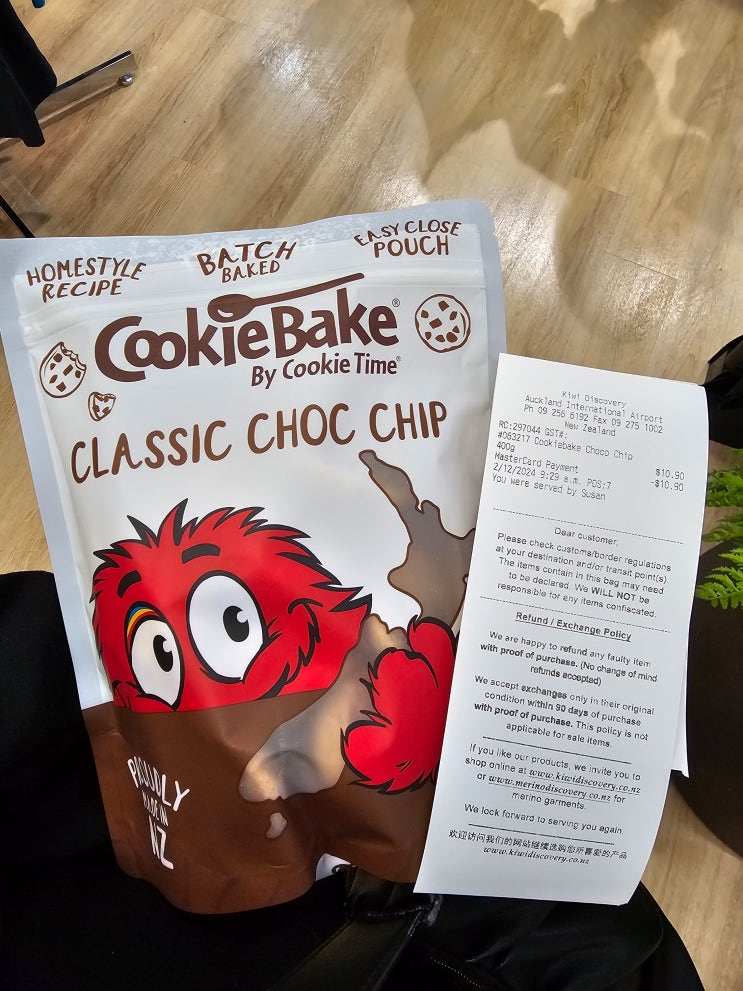 HOMESTYLE
RECIPE
BATCH
BAKED
EASY CLOSE
POUCH
CookieBake®
By Cookie Time®
CLASSIC CHOC CHIP
PROUDLY
MADE IN
NZ
Kiwi Discovery
Auckland International Airport
Ph 09 256 6192 Fax 09 275 1002
New Zealand
RC:297044 GST#:
#063217 Cookiebake Choco Chip
400g $10.90
MasterCard Payment -$10.90
2/12/2024 9:29 a.m. POS:7
You were served by Susan
Dear customer,
Please check customs/border regulations
at your destination and/or transit point(s).
The items contain in this bag may need
to be declared. We WILL NOT be
responsible for any items confiscated.
Refund / Exchange Policy
We are happy to refund any faulty item
with proof of purchase. (No change of mind
refunds accepted)
We accept exchanges only in their original
condition within 90 days of purchase
with proof of purchase. This policy is not
applicable for sale items.
If you like our products, we invite you to
shop online at www.kiwidiscovery.co.nz
or www.merinodiscovery.co.nz for
merino garments.
We look forward to serving you again.
欢迎访问我们的网站继续选购您所喜爱的产品
www.kiwidiscovery.co.nz